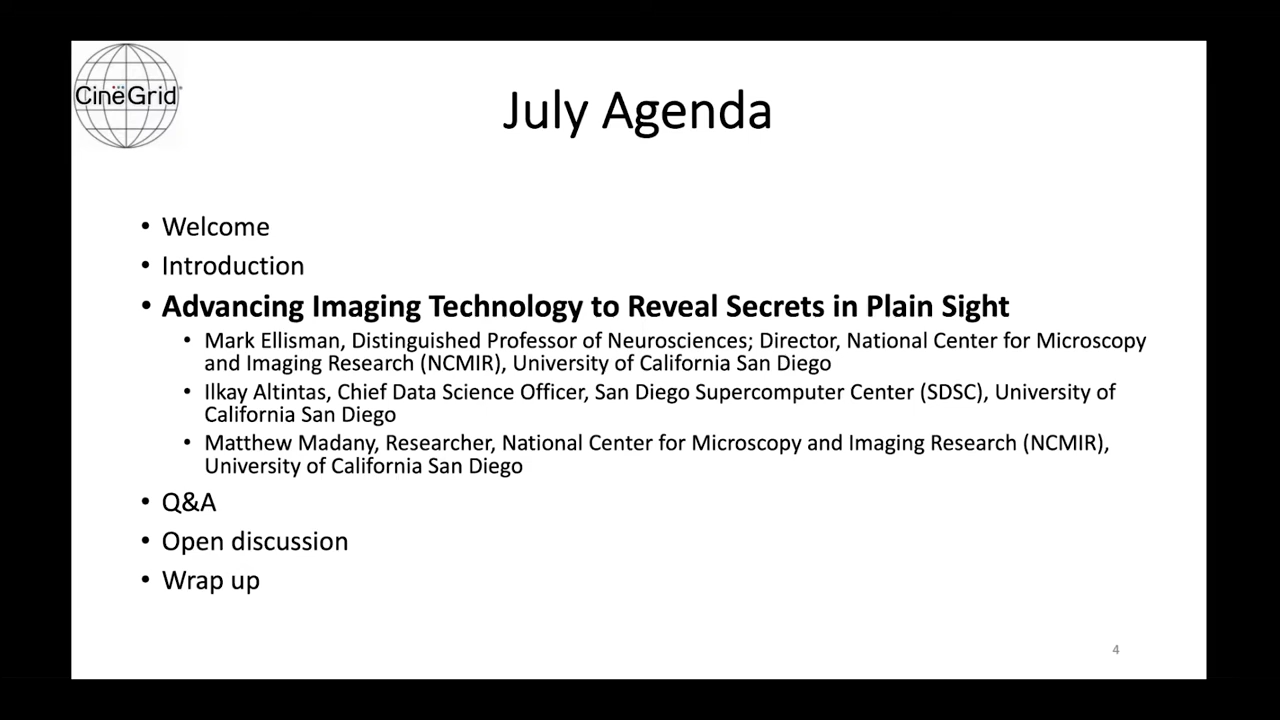 CinëGrid
July Agenda
• Welcome
• Introduction
• Advancing Imaging Technology to Reveal Secrets in Plain Sight
• Mark Ellisman, Distinguished Professor of Neurosciences; Director, National Center for Microscopy
and Imaging Research (NCMIR), University of California San Diego
• Ilkay Altintas, Chief Data Science Officer, San Diego Supercomputer Center (SDSC), University of
California San Diego
• Matthew Madany, Researcher, National Center for Microscopy and Imaging Research (NCMIR),
University of California San Diego
• Q&A
• Open discussion
• Wrap up
4